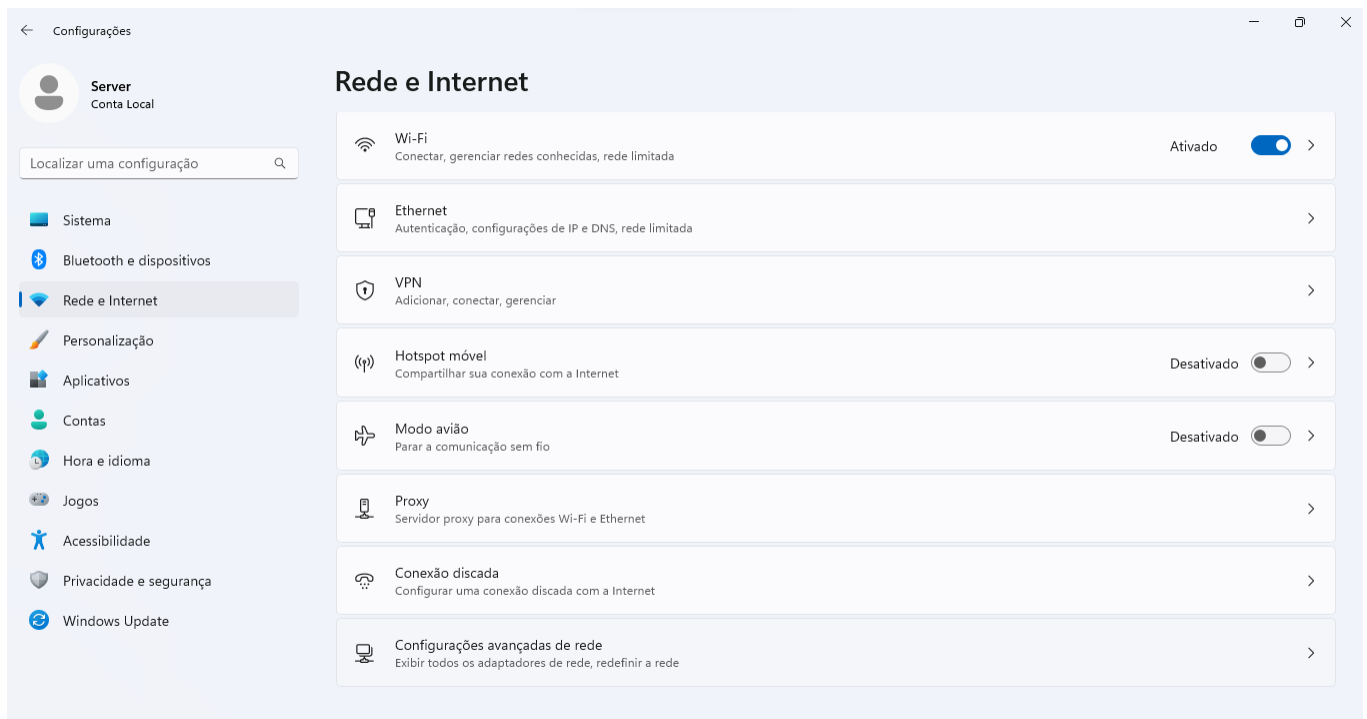 Configurações
Server
Conta Local
Localizar uma configuração
Sistema
Bluetooth e dispositivos
Rede e Internet
Personalização
Aplicativos
Contas
Hora e idioma
Jogos
Acessibilidade
Privacidade e segurança
Windows Update
Rede e Internet
Wi-Fi
Conectar, gerenciar redes conhecidas, rede limitada
Ativado
Ethernet
Autenticação, configurações de IP e DNS, rede limitada
VPN
Adicionar, conectar, gerenciar
Hotspot móvel
Compartilhar sua conexão com a Internet
Desativado
Modo avião
Parar a comunicação sem fio
Desativado
Proxy
Servidor proxy para conexões Wi-Fi e Ethernet
Conexão discada
Configurar uma conexão discada com a Internet
Configurações avançadas de rede
Exibir todos os adaptadores de rede, redefinir a rede